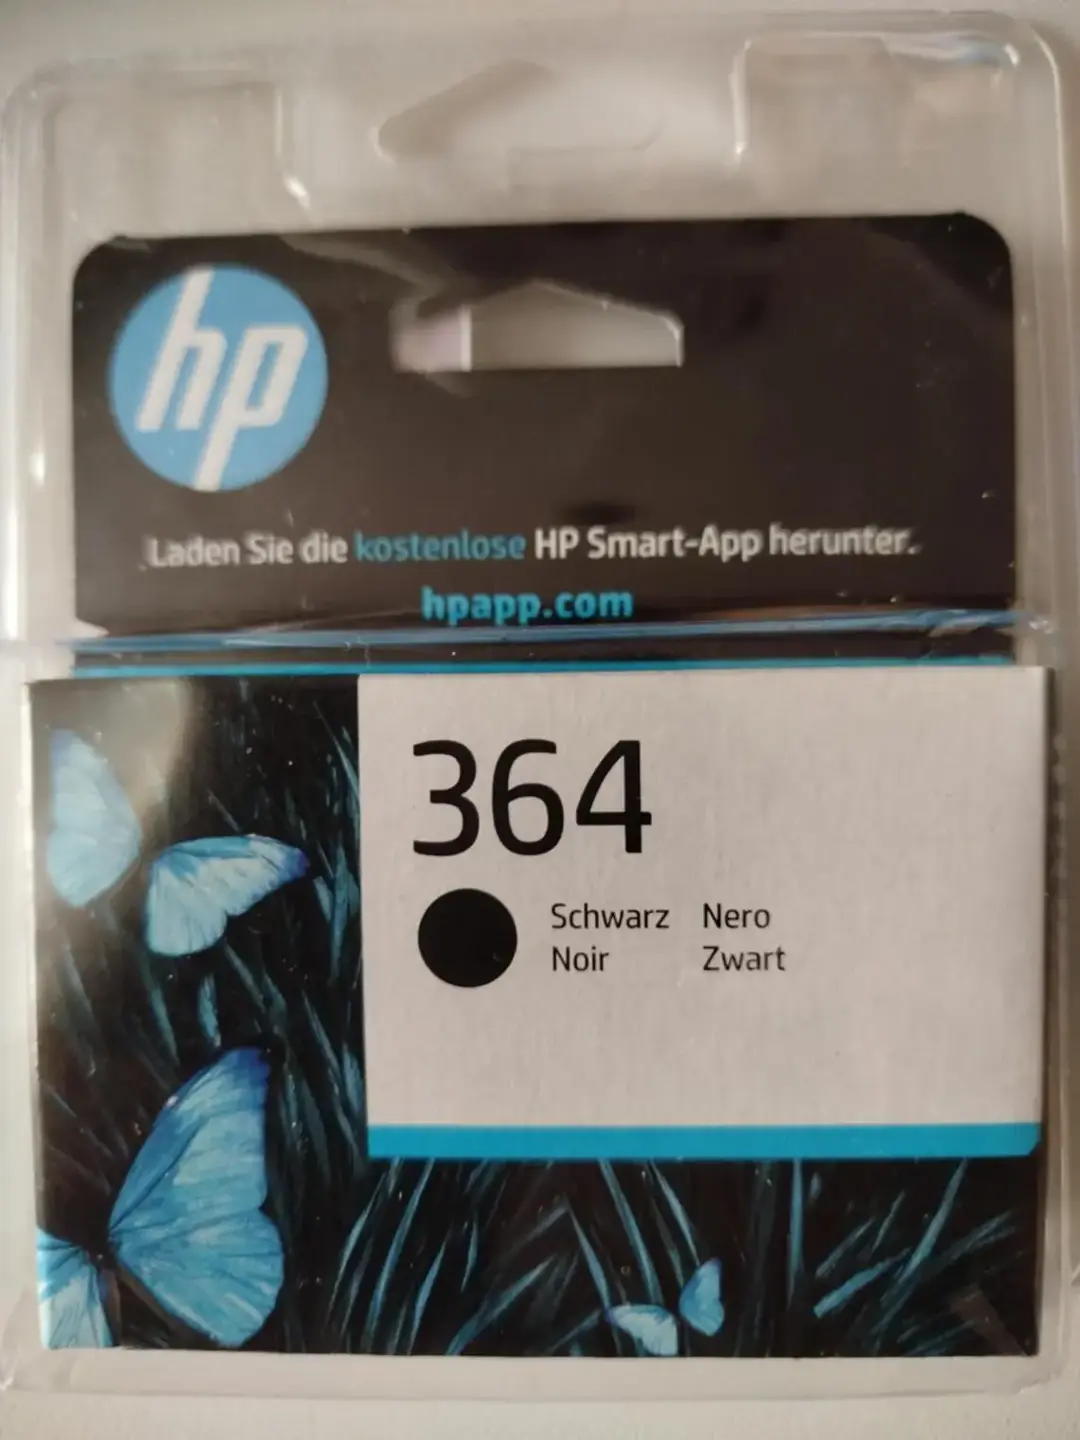 hp
Laden Sie die kostenlose HP Smart-App herunter.
hpapp.com
364
Schwarz Nero
Noir Zwart